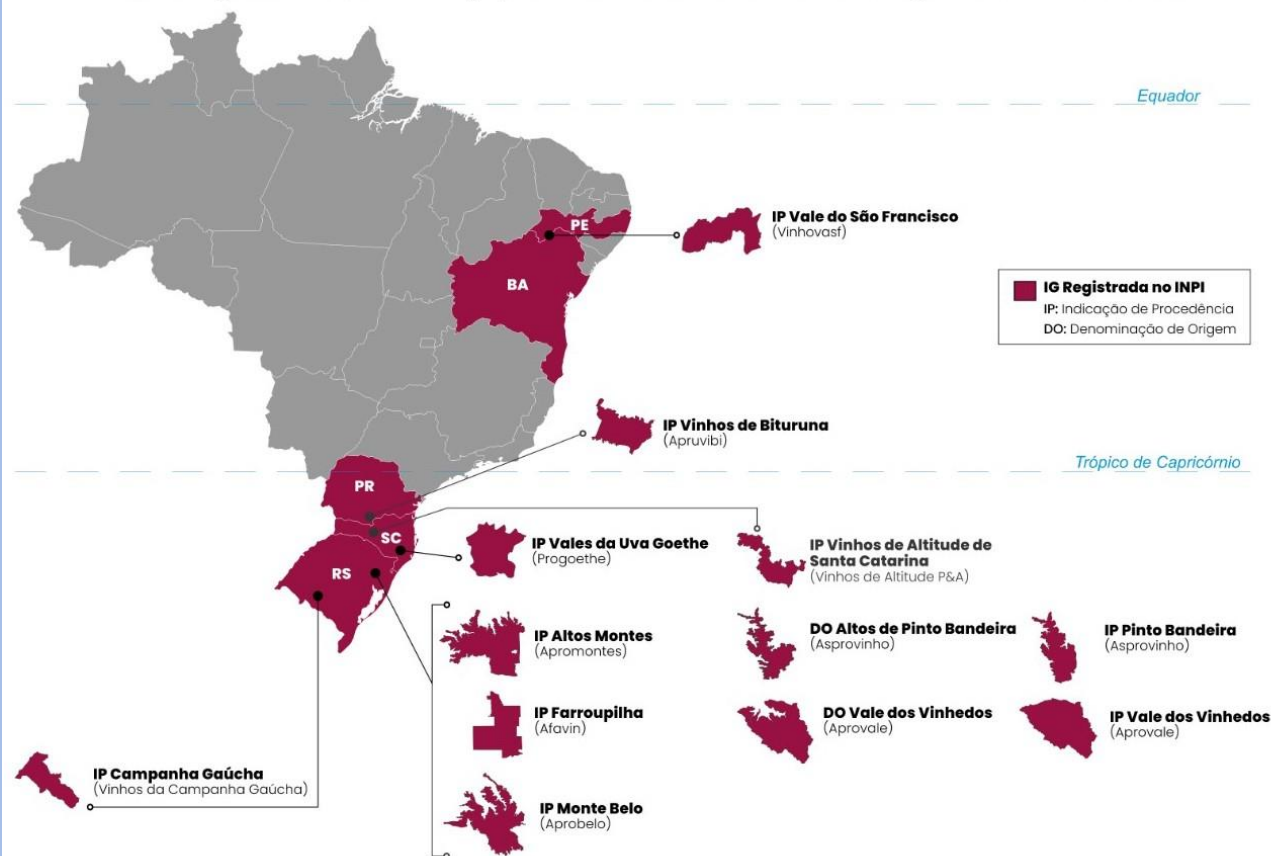 Equador
PE
IP Vale do São Francisco
(Vinhovasf)
BA
IG Registrada no INPI
IP: Indicação de Procedência
DO: Denominação de Origem
IP Vinhos de Bituruna
(Apruvibi)
Trópico de Capricórnio
PR
SC
RS
IP Vales da Uva Goethe
(Progoethe)
IP Vinhos de Altitude de
Santa Catarina
(Vinhos de Altitude P&A)
IP Altos Montes
(Apromontes)
DO Altos de Pinto Bandeira
(Asprovinho)
IP Pinto Bandeira
(Asprovinho)
IP Farroupilha
(Afavin)
DO Vale dos Vinhedos
(Aprovale)
IP Vale dos Vinhedos
(Aprovale)
IP Campanha Gaúcha
(Vinhos da Campanha Gaúcha)
IP Monte Belo
(Aprobelo)